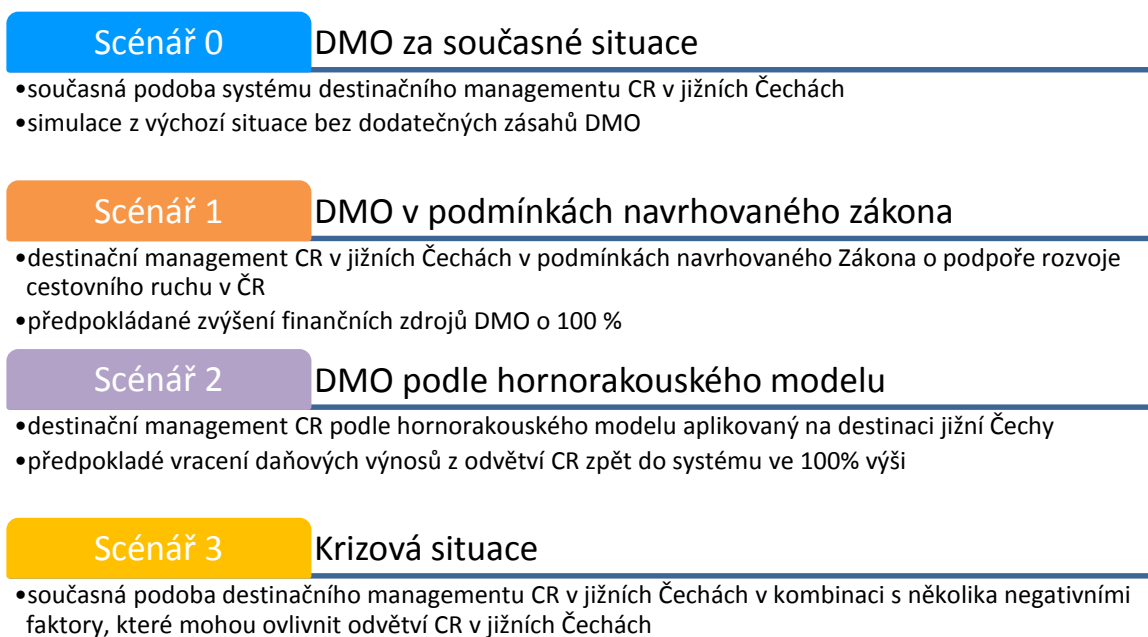 Scénář 0 DMO za současné situace
•současná podoba systému destinačního managementu CR v jižních Čechách
•simulace z výchozí situace bez dodatečných zásahů DMO
Scénář 1 DMO v podmínkách navrhovaného zákona
•destinační management CR v jižních Čechách v podmínkách navrhovaného Zákona o podpoře rozvoje
cestovního ruchu v ČR
•předpokládané zvýšení finančních zdrojů DMO o 100 %
Scénář 2 DMO podle hornorakouského modelu
•destinační management CR podle hornorakouského modelu aplikovaný na destinaci jižní Čechy
•předpokladé vracení daňových výnosů z odvětví CR zpět do systému ve 100% výši
Scénář 3 Krizová situace
•současná podoba destinačního managementu CR v jižních Čechách v kombinaci s několika negativními
faktory, které mohou ovlivnit odvětví CR v jižních Čechách